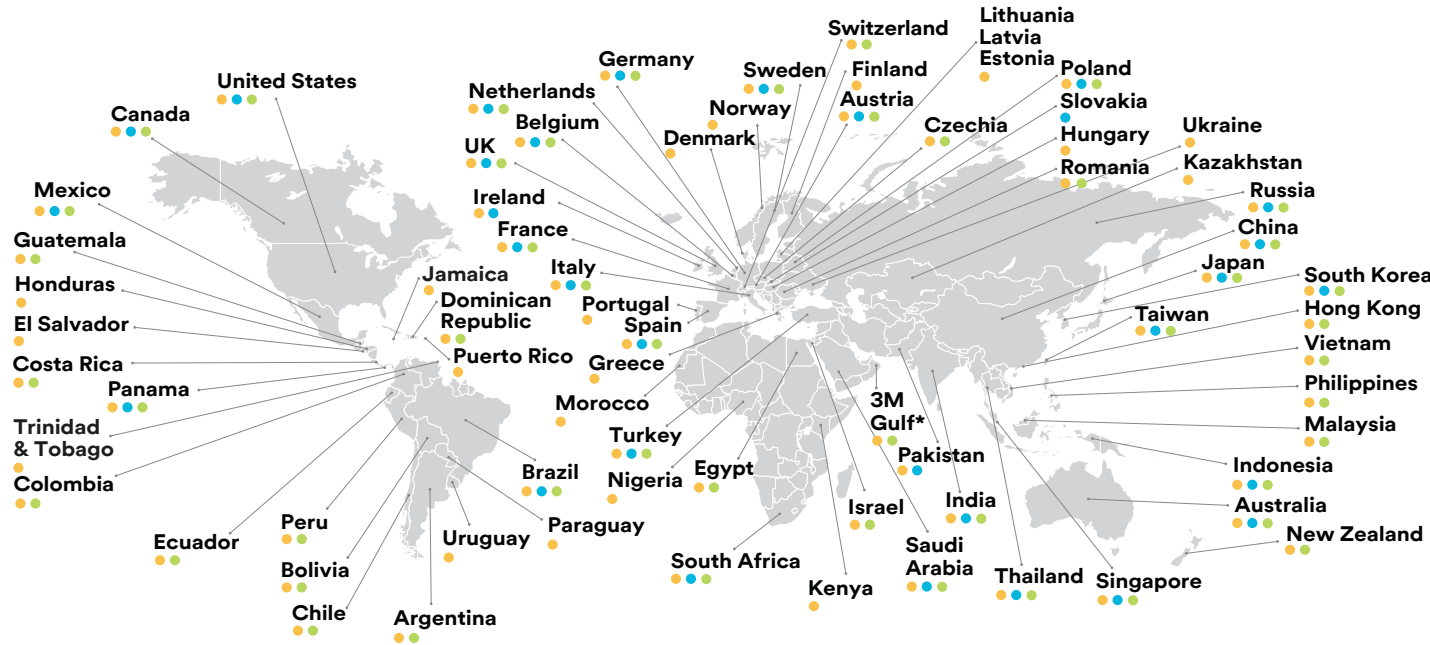 United States
Canada
Mexico
Guatemala
Honduras
El Salvador
Costa Rica
Panama
Trinidad
& Tobago
Colombia
Ecuador
Peru
Bolivia
Chile
Argentina
Uruguay
Paraguay
Brazil
Jamaica
Dominican
Republic
Puerto Rico
Germany
Netherlands
Belgium
UK
Ireland
France
Italy
Portugal
Spain
Greece
Morocco
Turkey
Nigeria
Egypt
South Africa
Kenya
Israel
Saudi
Arabia
3M
Gulf*
Pakistan
India
Thailand
Singapore
Switzerland
Sweden
Finland
Norway
Austria
Denmark
Lithuania
Latvia
Estonia
Poland
Slovakia
Czechia
Hungary
Romania
Ukraine
Kazakhstan
Russia
China
Japan
South Korea
Taiwan
Hong Kong
Vietnam
Philippines
Malaysia
Indonesia
Australia
New Zealand